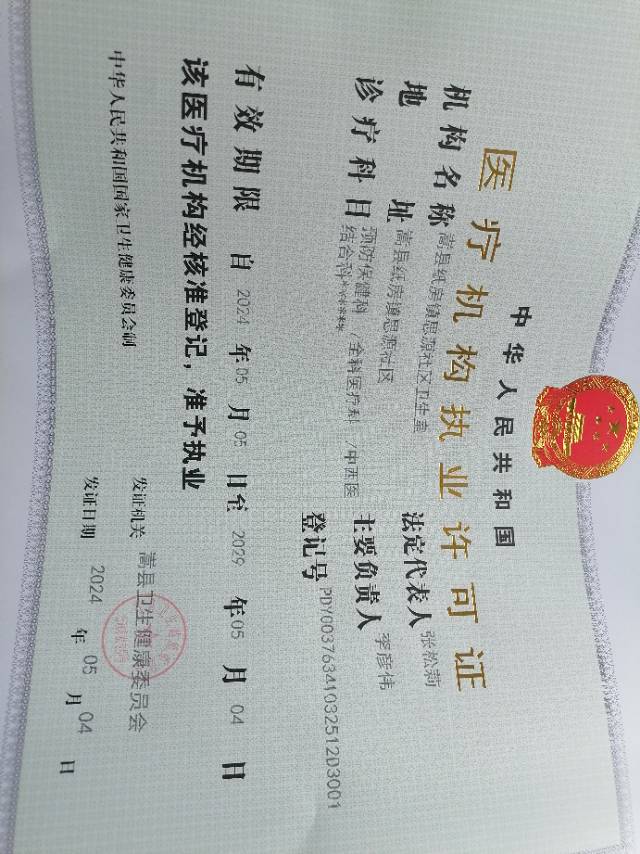 中华人民共和国
医疗机构执业许可证
机构名称 嵩县纸房镇思源社区卫生室
法定代表人 张松莉
地 址 嵩县纸房镇思源社区
主要负责人 李彦伟
诊疗科目 预防保健科 /全科医疗科 /中西医
结合科******
登记号 PDY00376341032512D3001
有效期限 自 2024 年 05 月 05 日至 2029 年 05 月 04 日
该医疗机构经核准登记，准予执业
发证机关 嵩县卫生健康委员会
发证日期 2024 年 05 月 04 日
中华人民共和国国家卫生健康委员会制